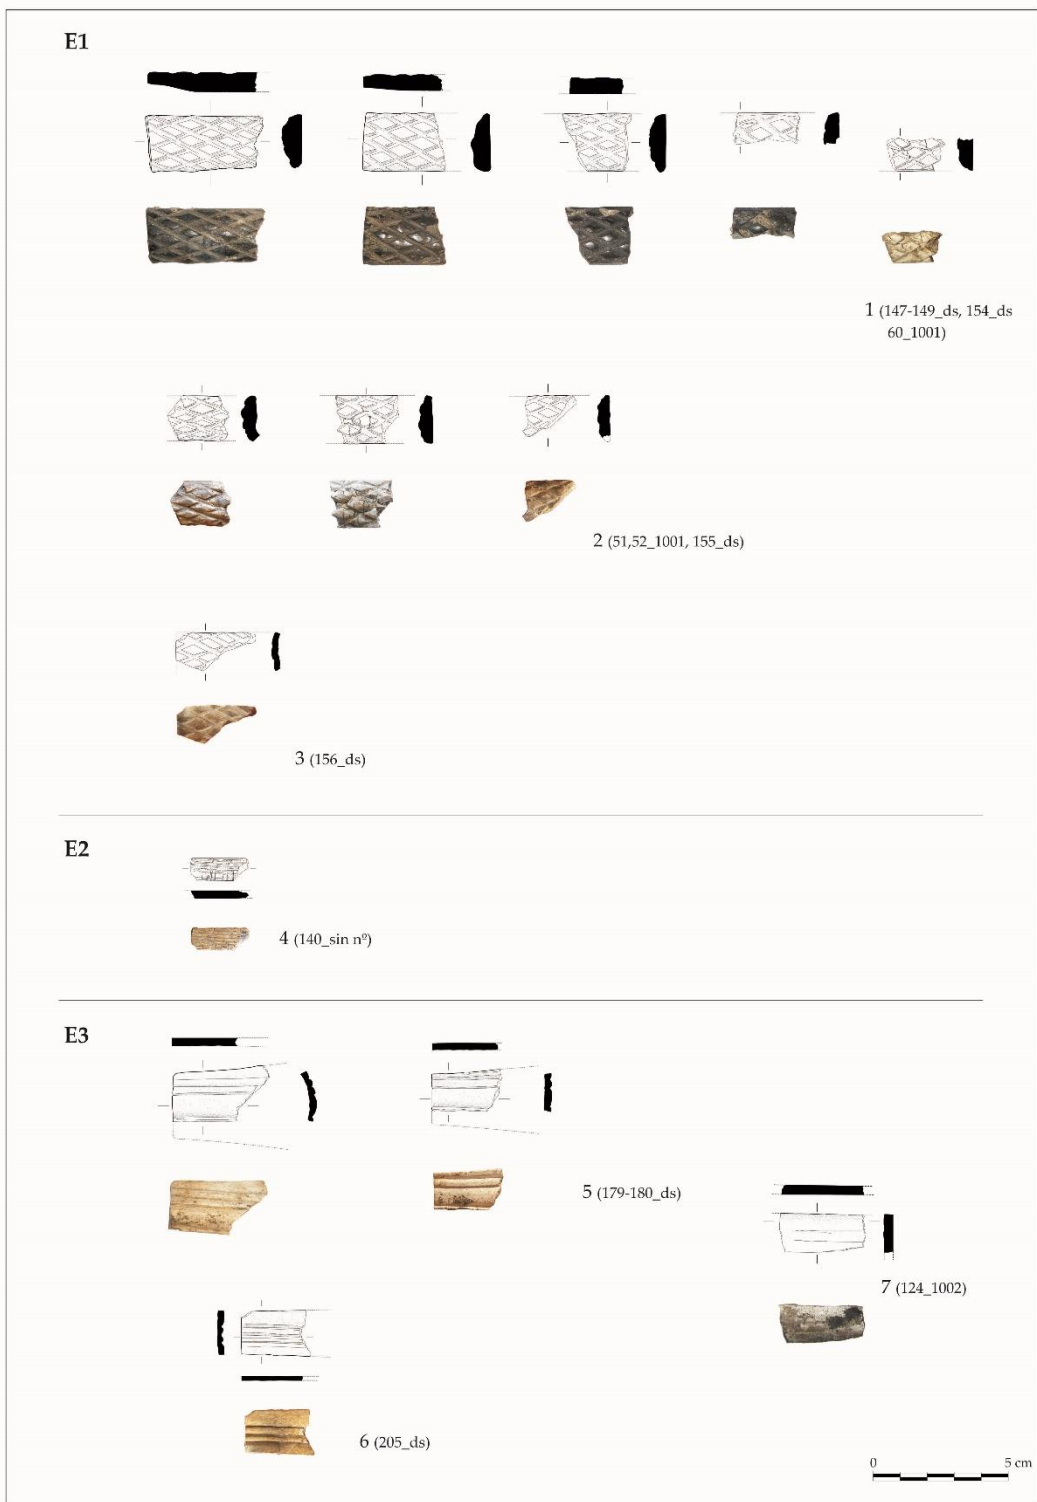 E1
1 (147-149_ds, 154_ds
60_1001)
2 (51,52_1001, 155_ds)
3 (156_ds)
E2
4 (140_sin nº)
E3
5 (179-180_ds)
7 (124_1002)
6 (205_ds)
0 5 cm